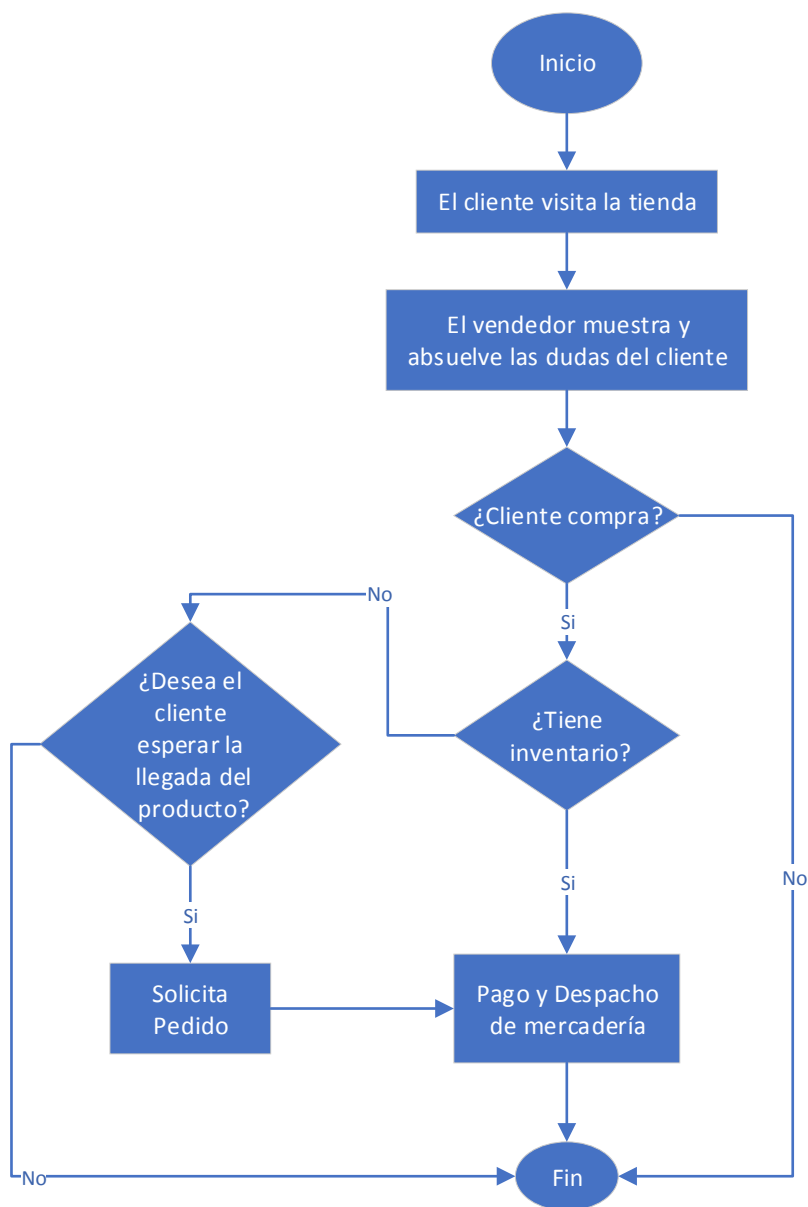 Inicio
El cliente visita la tienda
El vendedor muestra y
absuelve las dudas del cliente
¿Cliente compra?
No
Si
¿Desea el
cliente
esperar la
llegada del
producto?
¿Tiene
inventario?
Si
Si
No
Solicita
Pedido
Pago y Despacho
de mercadería
No
Fin